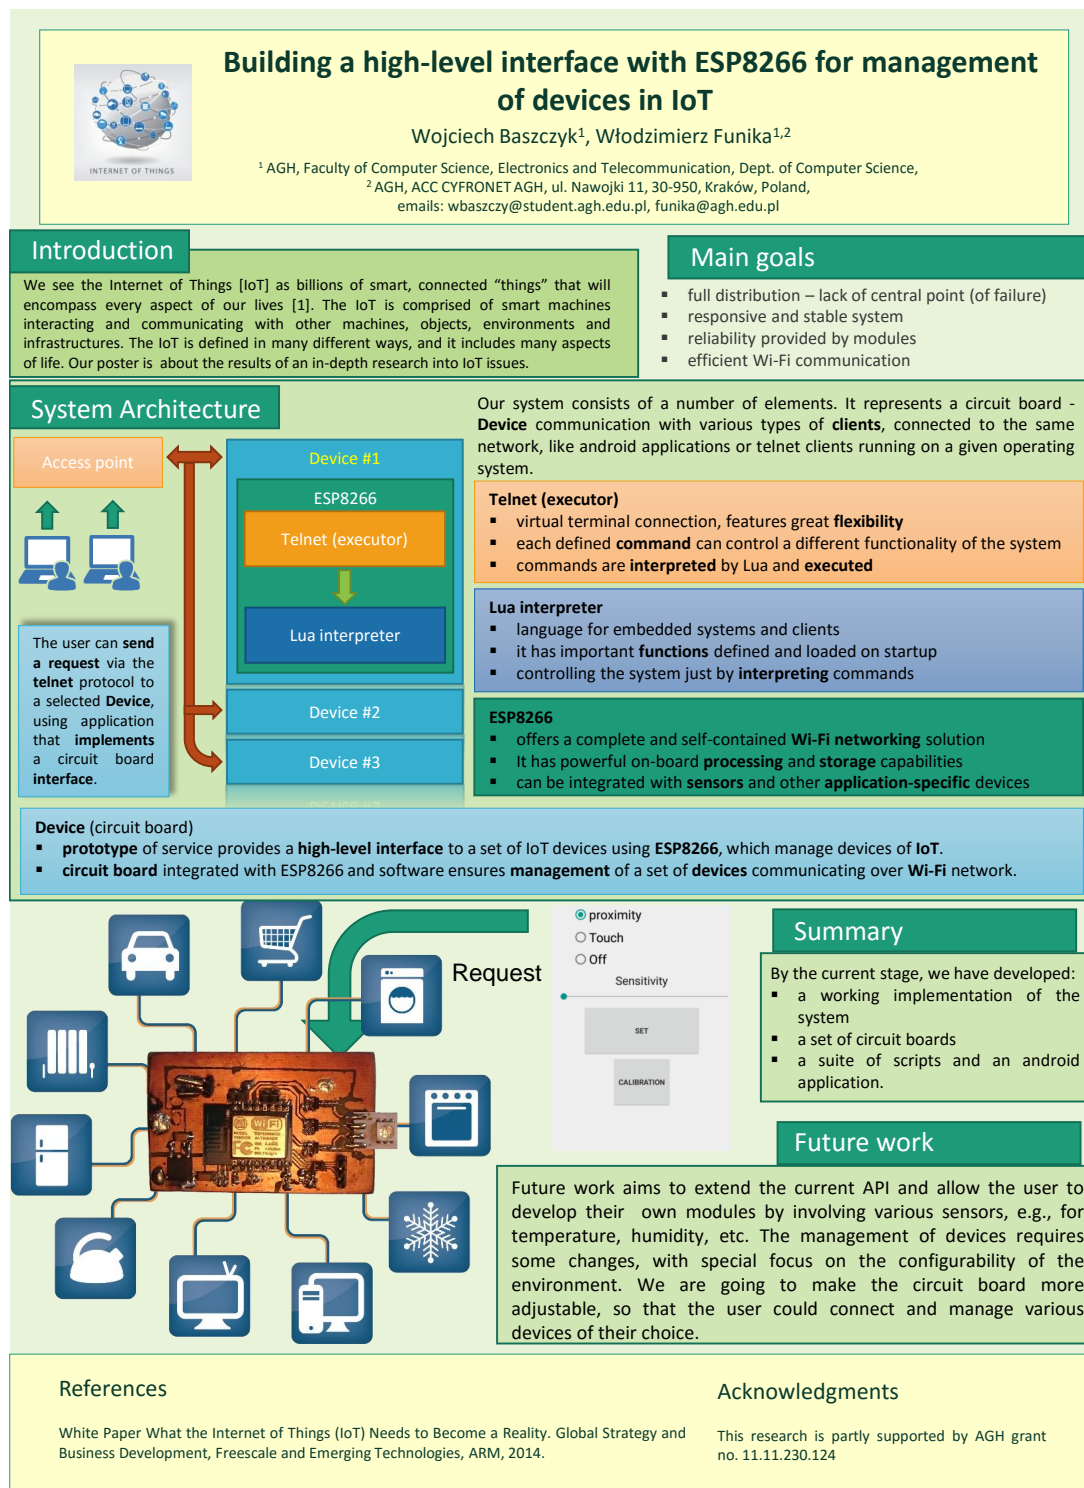 INTERNET OF THINGS
Building a high-level interface with ESP8266 for management
of devices in IoT
Wojciech Baszczyk1, Włodzimierz Funika1,2
1 AGH, Faculty of Computer Science, Electronics and Telecommunication, Dept. of Computer Science,
2 AGH, ACC CYFRONET AGH, ul. Nawojki 11, 30-950, Kraków, Poland,
emails: wbaszczy@student.agh.edu.pl, funika@agh.edu.pl
Introduction
We see the Internet of Things [IoT] as billions of smart, connected “things” that will
encompass every aspect of our lives [1]. The IoT is comprised of smart machines
interacting and communicating with other machines, objects, environments and
infrastructures. The IoT is defined in many different ways, and it includes many aspects
of life. Our poster is about the results of an in-depth research into IoT issues.
Main goals
▪ full distribution – lack of central point (of failure)
▪ responsive and stable system
▪ reliability provided by modules
▪ efficient Wi-Fi communication
System Architecture
Access point
Device #1
ESP8266
Telnet (executor)
Lua interpreter
Device #2
Device #3
The user can send
a request via the
telnet protocol to
a selected Device,
using application
that implements
a circuit board
interface.
Our system consists of a number of elements. It represents a circuit board -
Device communication with various types of clients, connected to the same
network, like android applications or telnet clients running on a given operating
system.
Telnet (executor)
▪ virtual terminal connection, features great flexibility
▪ each defined command can control a different functionality of the system
▪ commands are interpreted by Lua and executed
Lua interpreter
▪ language for embedded systems and clients
▪ it has important functions defined and loaded on startup
▪ controlling the system just by interpreting commands
ESP8266
▪ offers a complete and self-contained Wi-Fi networking solution
▪ It has powerful on-board processing and storage capabilities
▪ can be integrated with sensors and other application-specific devices
Device (circuit board)
▪ prototype of service provides a high-level interface to a set of IoT devices using ESP8266, which manage devices of IoT.
▪ circuit board integrated with ESP8266 and software ensures management of a set of devices communicating over Wi-Fi network.
Request
WiFi
proximity
Touch
Off
Sensitivity
SET
CALIBRATION
Summary
By the current stage, we have developed:
▪ a working implementation of the
system
▪ a set of circuit boards
▪ a suite of scripts and an android
application.
Future work
Future work aims to extend the current API and allow the user to
develop their own modules by involving various sensors, e.g., for
temperature, humidity, etc. The management of devices requires
some changes, with special focus on the configurability of the
environment. We are going to make the circuit board more
adjustable, so that the user could connect and manage various
devices of their choice.
References
White Paper What the Internet of Things (IoT) Needs to Become a Reality. Global Strategy and
Business Development, Freescale and Emerging Technologies, ARM, 2014.
Acknowledgments
This research is partly supported by AGH grant
no. 11.11.230.124